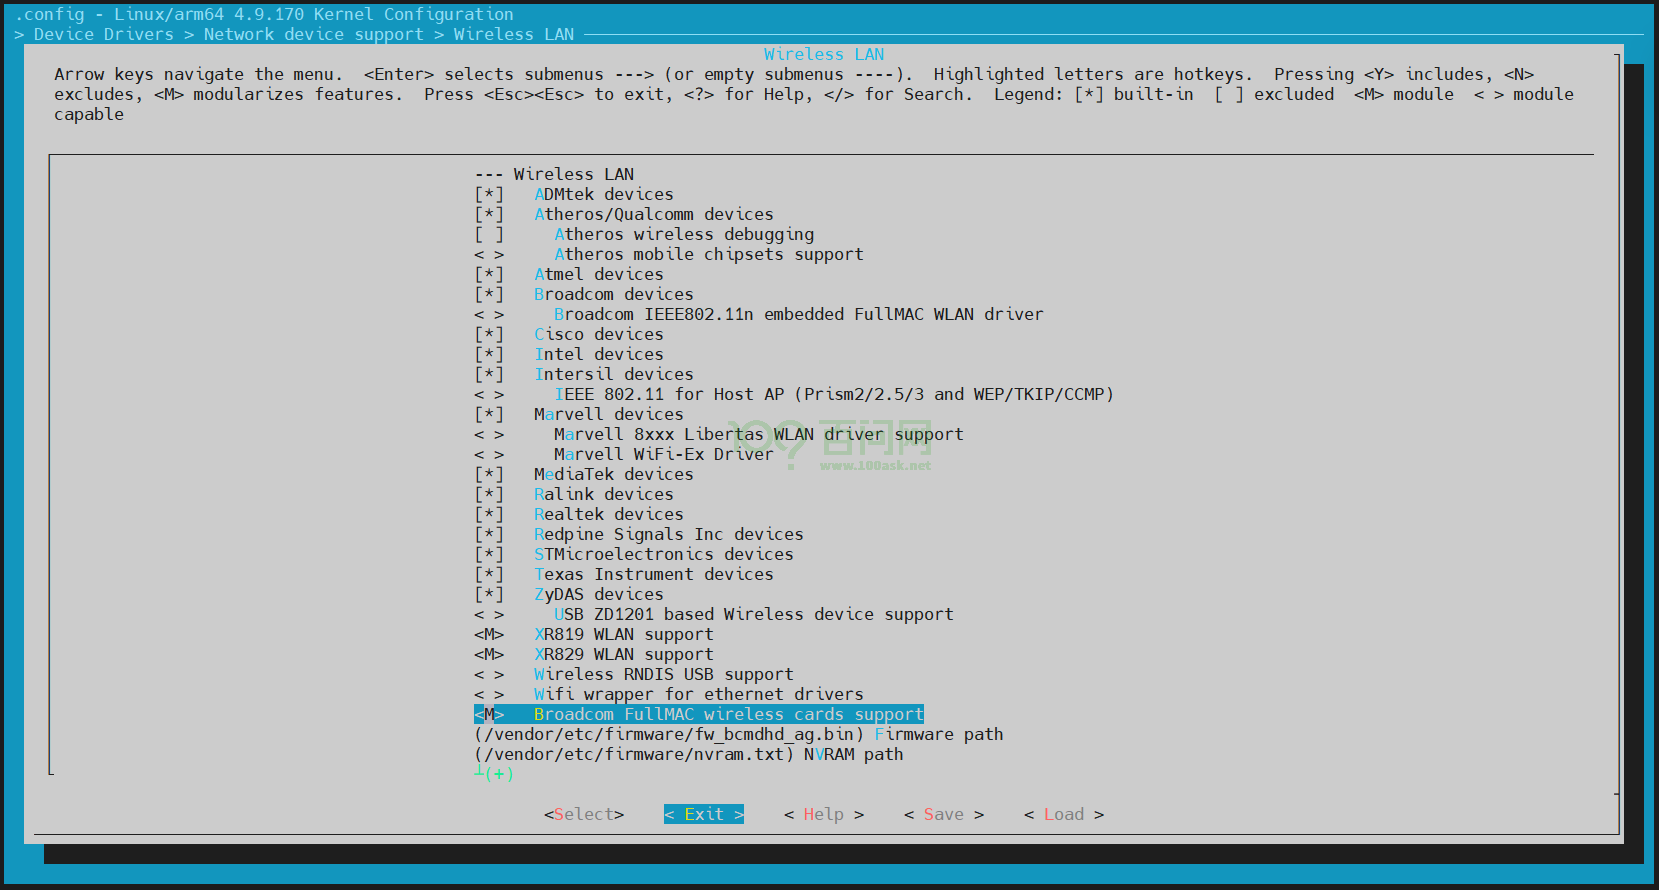 .config - Linux/arm64 4.9.170 Kernel Configuration
> Device Drivers > Network device support > Wireless LAN
Wireless LAN
Arrow keys navigate the menu.  <Enter> selects submenus ---> (or empty submenus ----).  Highlighted letters are hotkeys.  Pressing <Y> includes, <N>
excludes, <M> modularizes features.  Press <Esc><Esc> to exit, <?> for Help, </> for Search.  Legend: [*] built-in  [ ] excluded  <M> module  < > module
capable
--- Wireless LAN
[*]   ADMtek devices
[*]   Atheros/Qualcomm devices
[ ]     Atheros wireless debugging
< >     Atheros mobile chipsets support
[*]   Atmel devices
[*]   Broadcom devices
< >     Broadcom IEEE802.11n embedded FullMAC WLAN driver
[*]   Cisco devices
[*]   Intel devices
[*]   Intersil devices
< >     IEEE 802.11 for Host AP (Prism2/2.5/3 and WEP/TKIP/CCMP)
[*]   Marvell devices
< >     Marvell 8xxx Libertas WLAN driver support
< >     Marvell WiFi-Ex Driver
[*]   MediaTek devices
[*]   Ralink devices
[*]   Realtek devices
[*]   Redpine Signals Inc devices
[*]   STMicroelectronics devices
[*]   Texas Instrument devices
[*]   ZyDAS devices
< >     USB ZD1201 based Wireless device support
<M>   XR819 WLAN support
<M>   XR829 WLAN support
< >   Wireless RNDIS USB support
< >   Wifi wrapper for ethernet drivers
<M>   Broadcom FullMAC wireless cards support
(/vendor/etc/firmware/fw_bcmdhd_ag.bin) Firmware path
(/vendor/etc/firmware/nvram.txt) NVRAM path
┴(+)
<Select>    < Exit >    < Help >    < Save >    < Load >
100? 百问网
www.100ask.net